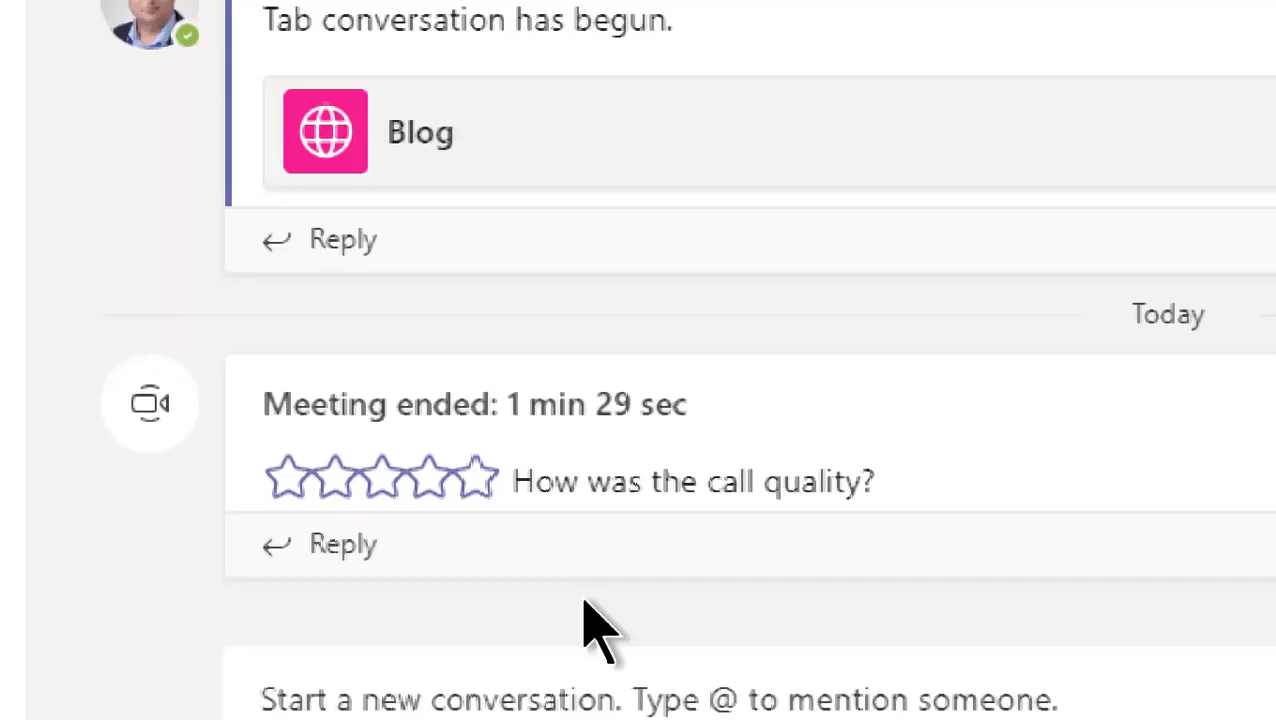 Tab conversation has begun.
Blog
Reply
Today
Meeting ended: 1 min 29 sec
How was the call quality?
Reply
Start a new conversation. Type @ to mention someone.